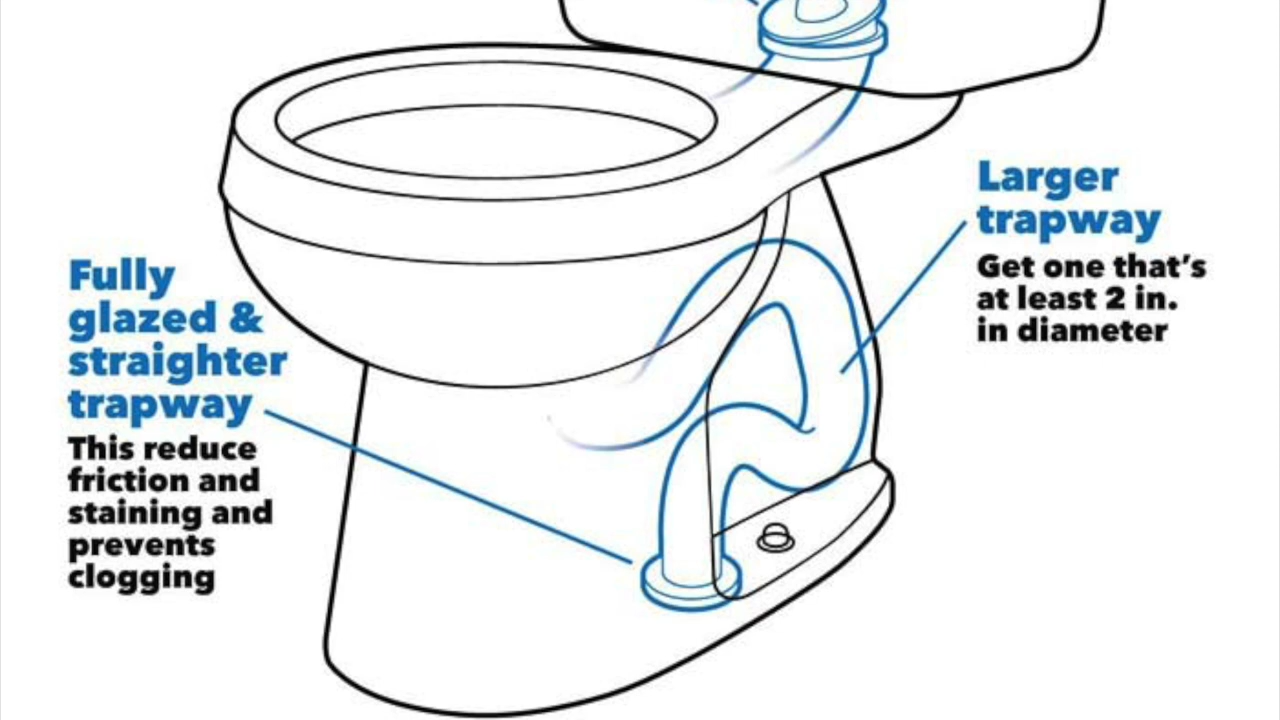 Larger
trapway
Get one that's
at least 2 in.
in diameter
Fully
glazed &
straighter
trapway
This reduce
friction and
staining and
prevents
clogging